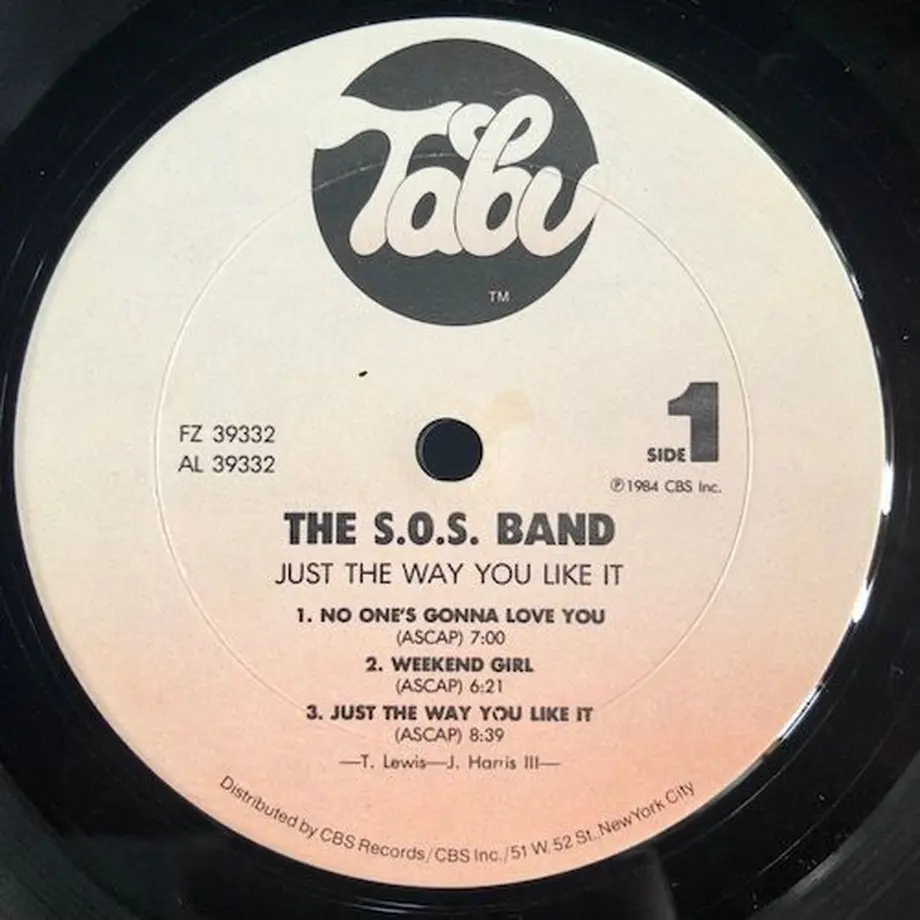 Tabu
TM
FZ 39332
AL 39332
SIDE 1
Ⓟ1984 CBS Inc.
THE S.O.S. BAND
JUST THE WAY YOU LIKE IT
1. NO ONE'S GONNA LOVE YOU
(ASCAP) 7:00
2. WEEKEND GIRL
(ASCAP) 6:21
3. JUST THE WAY YOU LIKE IT
(ASCAP) 8:39
—T. Lewis—J. Harris III—
Distributed by CBS Records/CBS Inc./51 W. 52 St., New York City